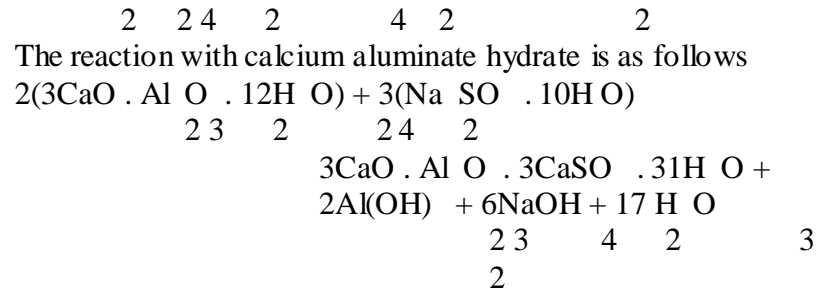 2 2 4 2 4 2 2
The reaction with calcium aluminate hydrate is as follows
2(3CaO . Al O . 12H O) + 3(Na SO . 10H O)
2 3 2 2 4 2
3CaO . Al O . 3CaSO . 31H O +
2Al(OH) + 6NaOH + 17 H O
2 3 4 2 3
2